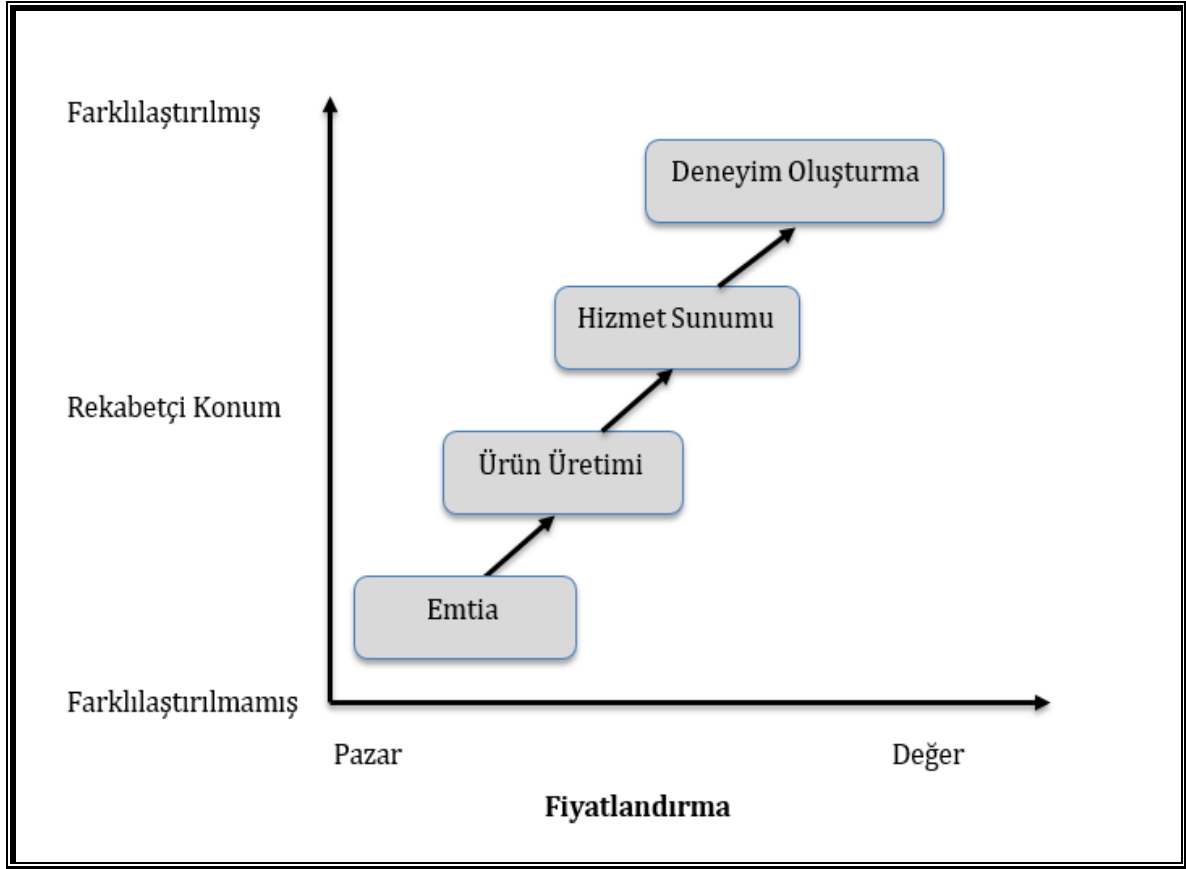 Farklılaştırılmış
Deneyim Oluşturma
Hizmet Sunumu
Rekabetçi Konum
Ürün Üretimi
Emtia
Farklılaştırılmamış
Pazar
Değer
Fiyatlandırma